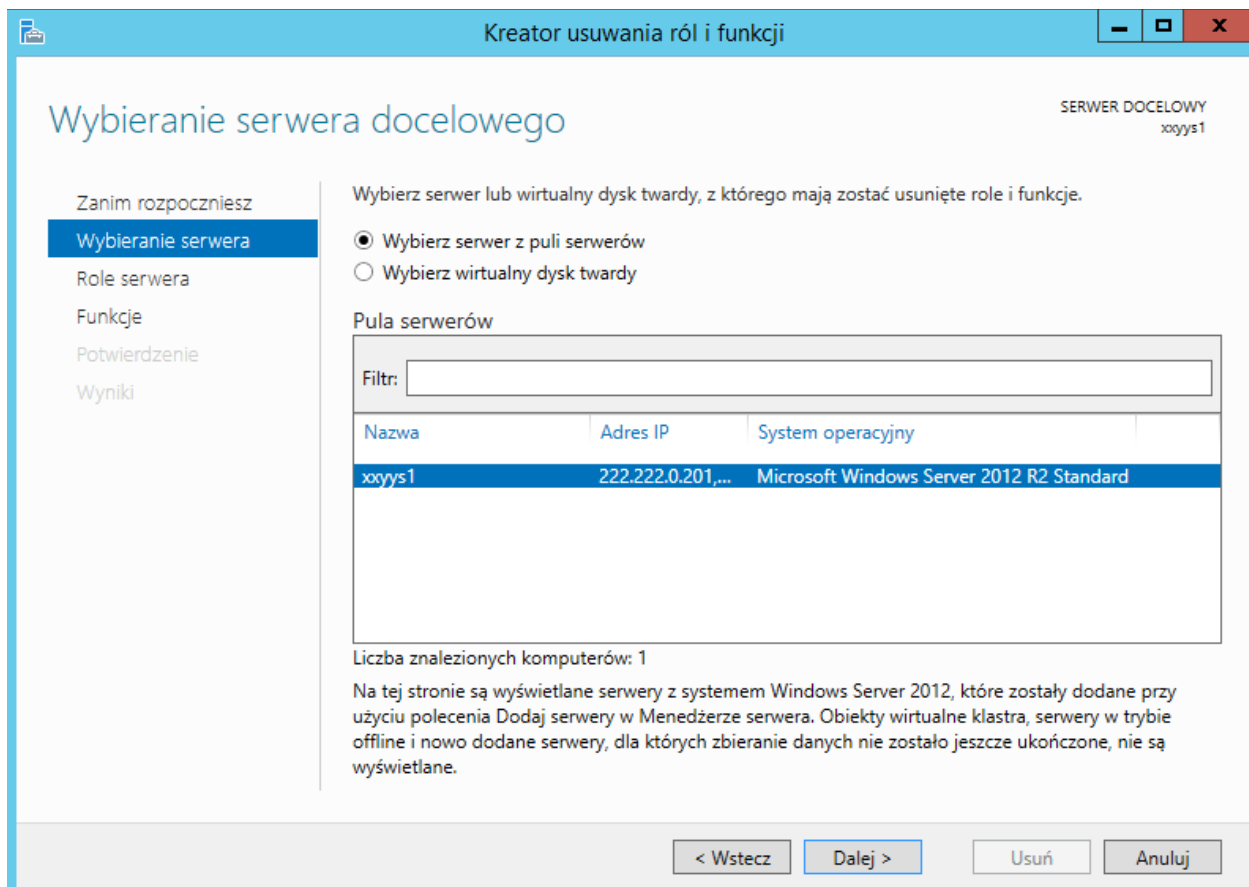 Kreator usuwania ról i funkcji
Wybieranie serwera docelowego
SERWER DOCELOWY
xxyys1
Zanim rozpoczniesz
Wybieranie serwera
Role serwera
Funkcje
Potwierdzenie
Wyniki
Wybierz serwer lub wirtualny dysk twardy, z którego mają zostać usunięte role i funkcje.
Wybierz serwer z puli serwerów
Wybierz wirtualny dysk twardy
Pula serwerów
Filtr:
Nazwa Adres IP System operacyjny
xxyys1 222.222.0.201,... Microsoft Windows Server 2012 R2 Standard
Liczba znalezionych komputerów: 1
Na tej stronie są wyświetlane serwery z systemem Windows Server 2012, które zostały dodane przy
użyciu polecenia Dodaj serwery w Menedżerze serwera. Obiekty wirtualne klastra, serwery w trybie
offline i nowo dodane serwery, dla których zbieranie danych nie zostało jeszcze ukończone, nie są
wyświetlane.
< Wstecz Dalej > Usuń Anuluj